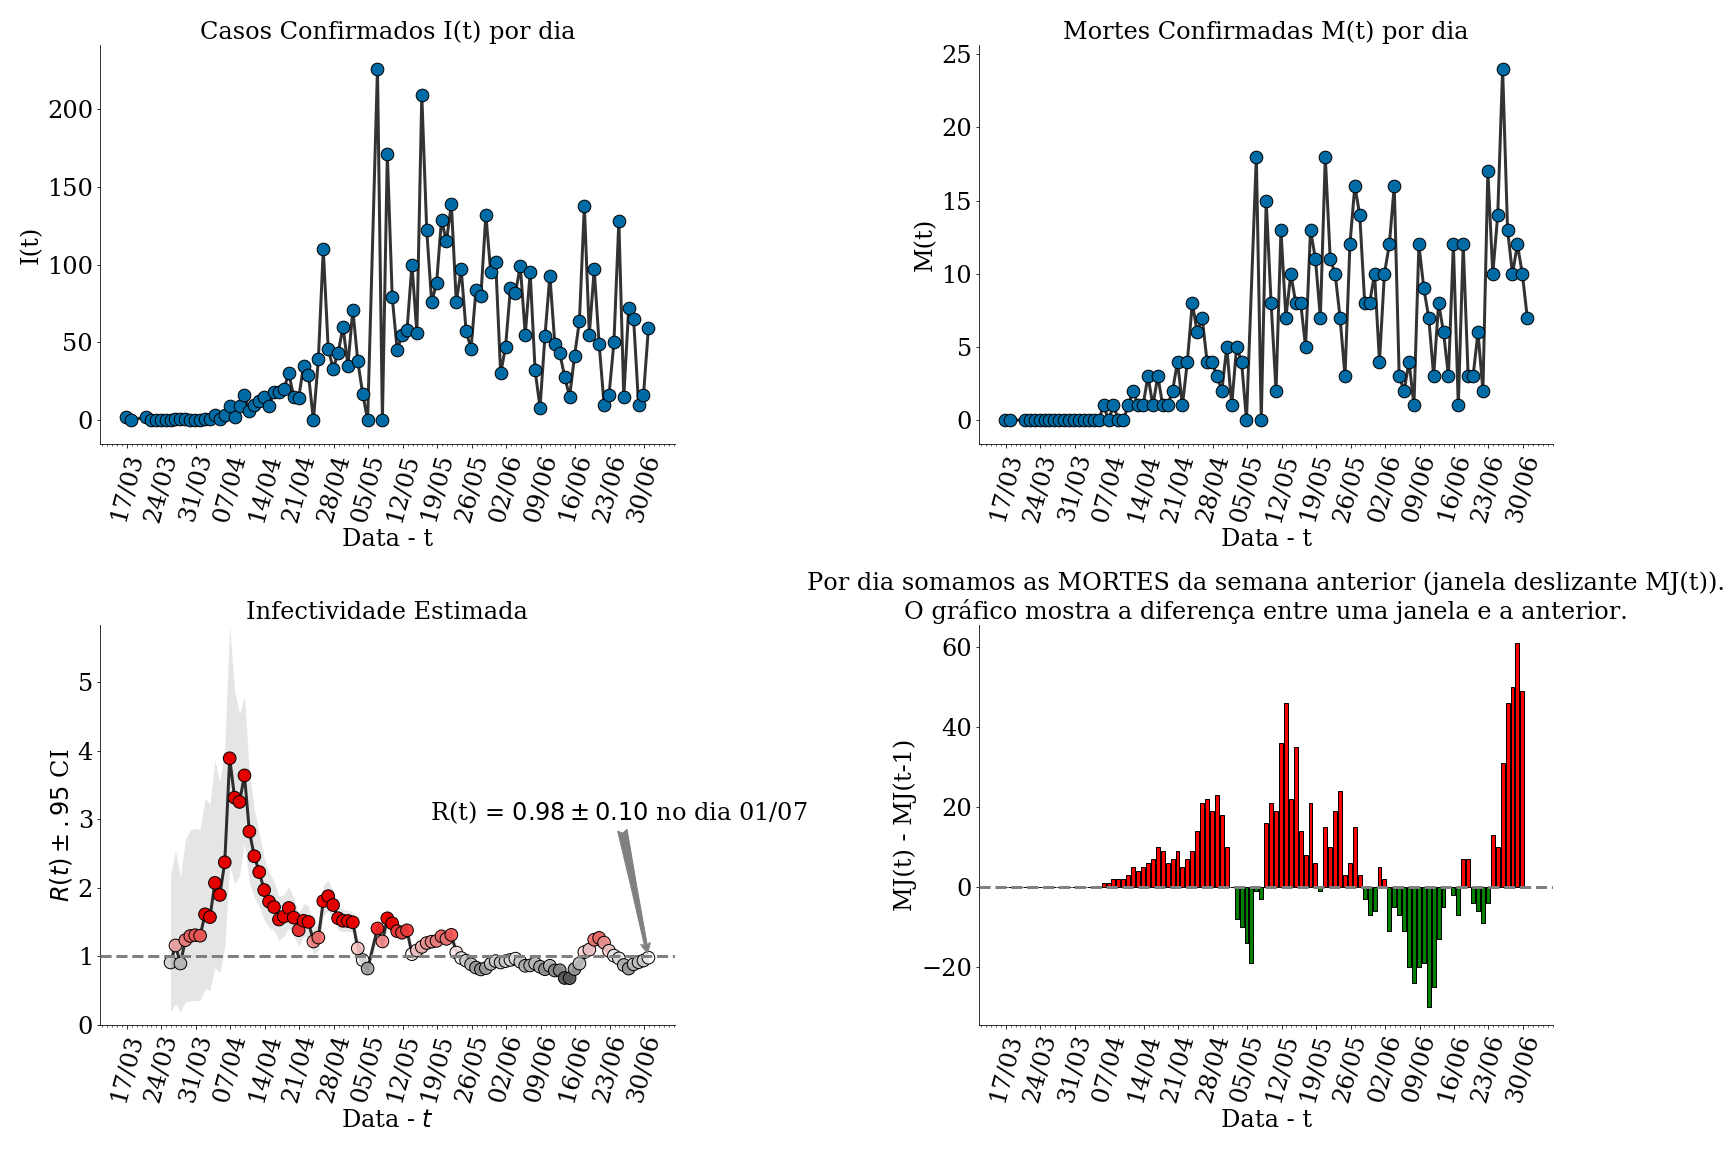 Casos Confirmados I(t) por dia
I(t)
200
150
100
50
0
17/03 24/03 31/03 07/04 14/04 21/04 28/04 05/05 12/05 19/05 26/05 02/06 09/06 16/06 23/06 30/06
Data - t
Mortes Confirmadas M(t) por dia
M(t)
25
20
15
10
5
0
17/03 24/03 31/03 07/04 14/04 21/04 28/04 05/05 12/05 19/05 26/05 02/06 09/06 16/06 23/06 30/06
Data - t
Infectividade Estimada
R(t) ± .95 CI
5
4
3
2
1
0
R(t) = 0.98 ± 0.10 no dia 01/07
17/03 24/03 31/03 07/04 14/04 21/04 28/04 05/05 12/05 19/05 26/05 02/06 09/06 16/06 23/06 30/06
Data - t
Por dia somamos as MORTES da semana anterior (janela deslizante MJ(t)).
O gráfico mostra a diferença entre uma janela e a anterior.
MJ(t) - MJ(t-1)
60
40
20
0
−20
17/03 24/03 31/03 07/04 14/04 21/04 28/04 05/05 12/05 19/05 26/05 02/06 09/06 16/06 23/06 30/06
Data - t